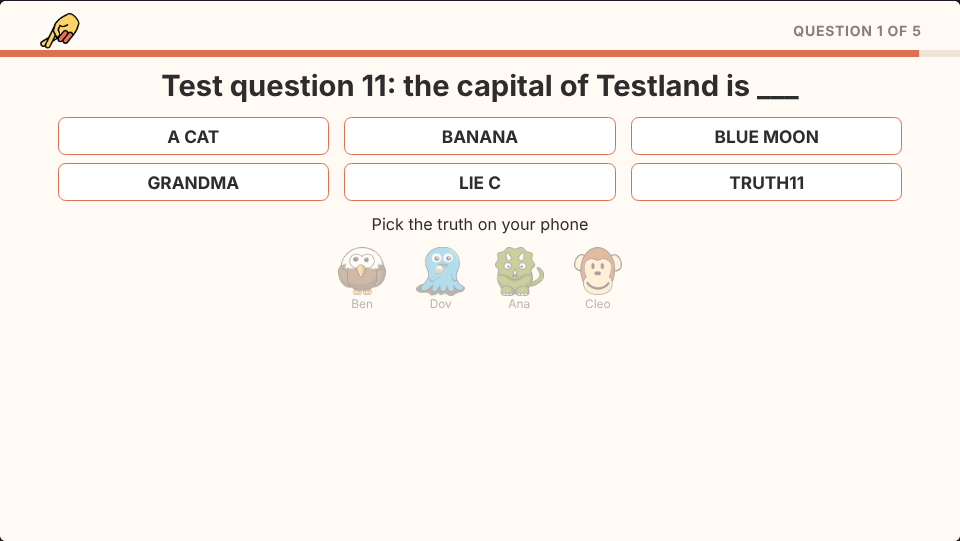 QUESTION 1 OF 5
Test question 11: the capital of Testland is ___
A CAT
BANANA
BLUE MOON
GRANDMA
LIE C
TRUTH11
Pick the truth on your phone
Ben
Dov
Ana
Cleo